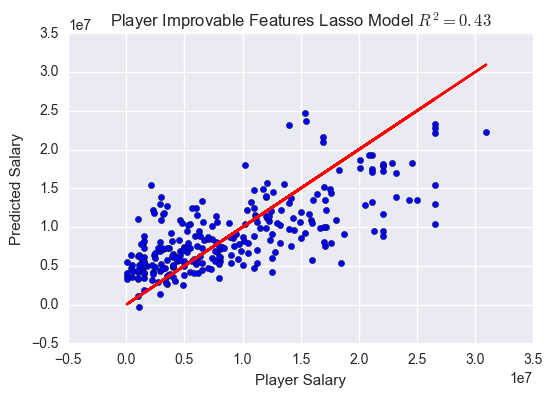 Player Improvable Features Lasso Model $R^2 = 0.43$
1e7
3.5
3.0
2.5
2.0
1.5
1.0
0.5
0.0
-0.5
Predicted Salary
-0.5 0.0 0.5 1.0 1.5 2.0 2.5 3.0 3.5
1e7
Player Salary